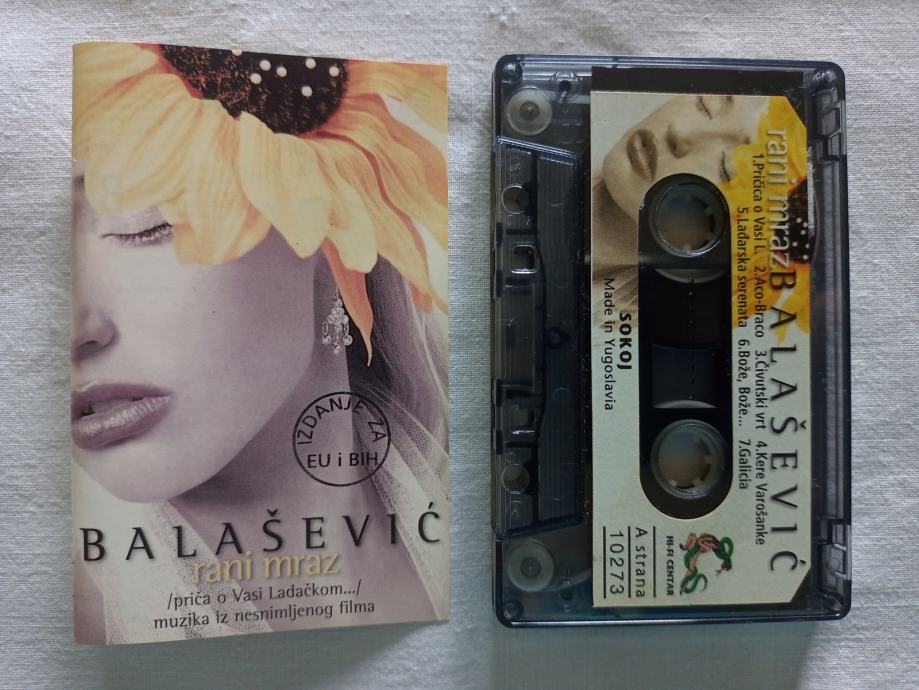 IZDANJE ZA
EU i BIH
BALAŠEVIĆ
rani mraz
/priča o Vasi Ladačkom.../
muzika iz nesnimljenog filma
rani mraz BALAŠEVIĆ
1.Pričica o Vasi L. 2.Aco-Braco 3.Čivutski vrt 4.Kere Varošanke
5.Lađarska serenata 6.Bože, Bože... 7.Galicia
SOKOJ
Made in Yugoslavia
HI-FI CENTAR
A strana
10273